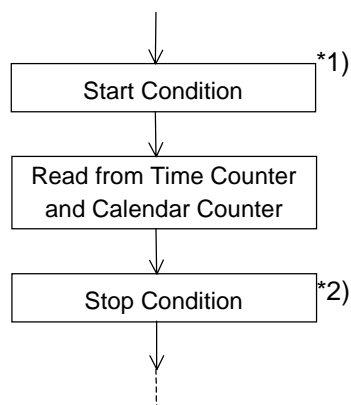 *1)
Start Condition
Read from Time Counter
and Calendar Counter
*2)
Stop Condition